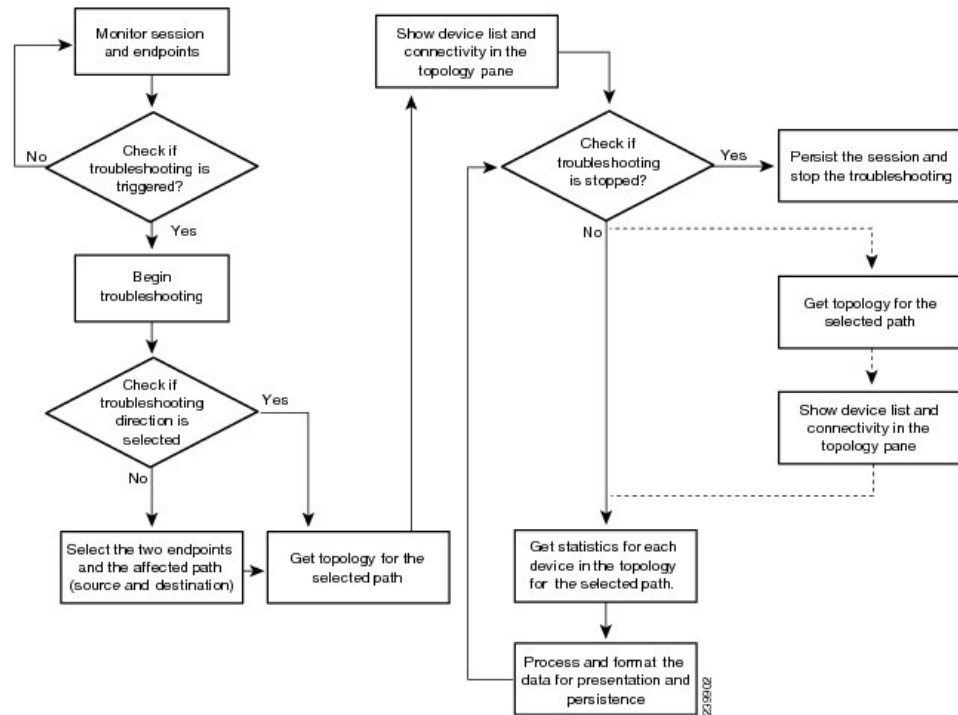 Monitor session
and endpoints
No
Check if
troubleshooting is
triggered?
Yes
Begin
troubleshooting
Check if
troubleshooting
direction is
selected
Yes
No
Select the two endpoints
and the affected path
(source and destination)
Get topology for the
selected path
Show device list and
connectivity in the
topology pane
Check if
troubleshooting
is stopped?
Yes
Persist the session and
stop the troubleshooting
No
Get topology for the
selected path
Show device list and
connectivity in the
topology pane
Get statistics for each
device in the topology
for the selected path.
Process and format the
data for presentation and
persistence
239902